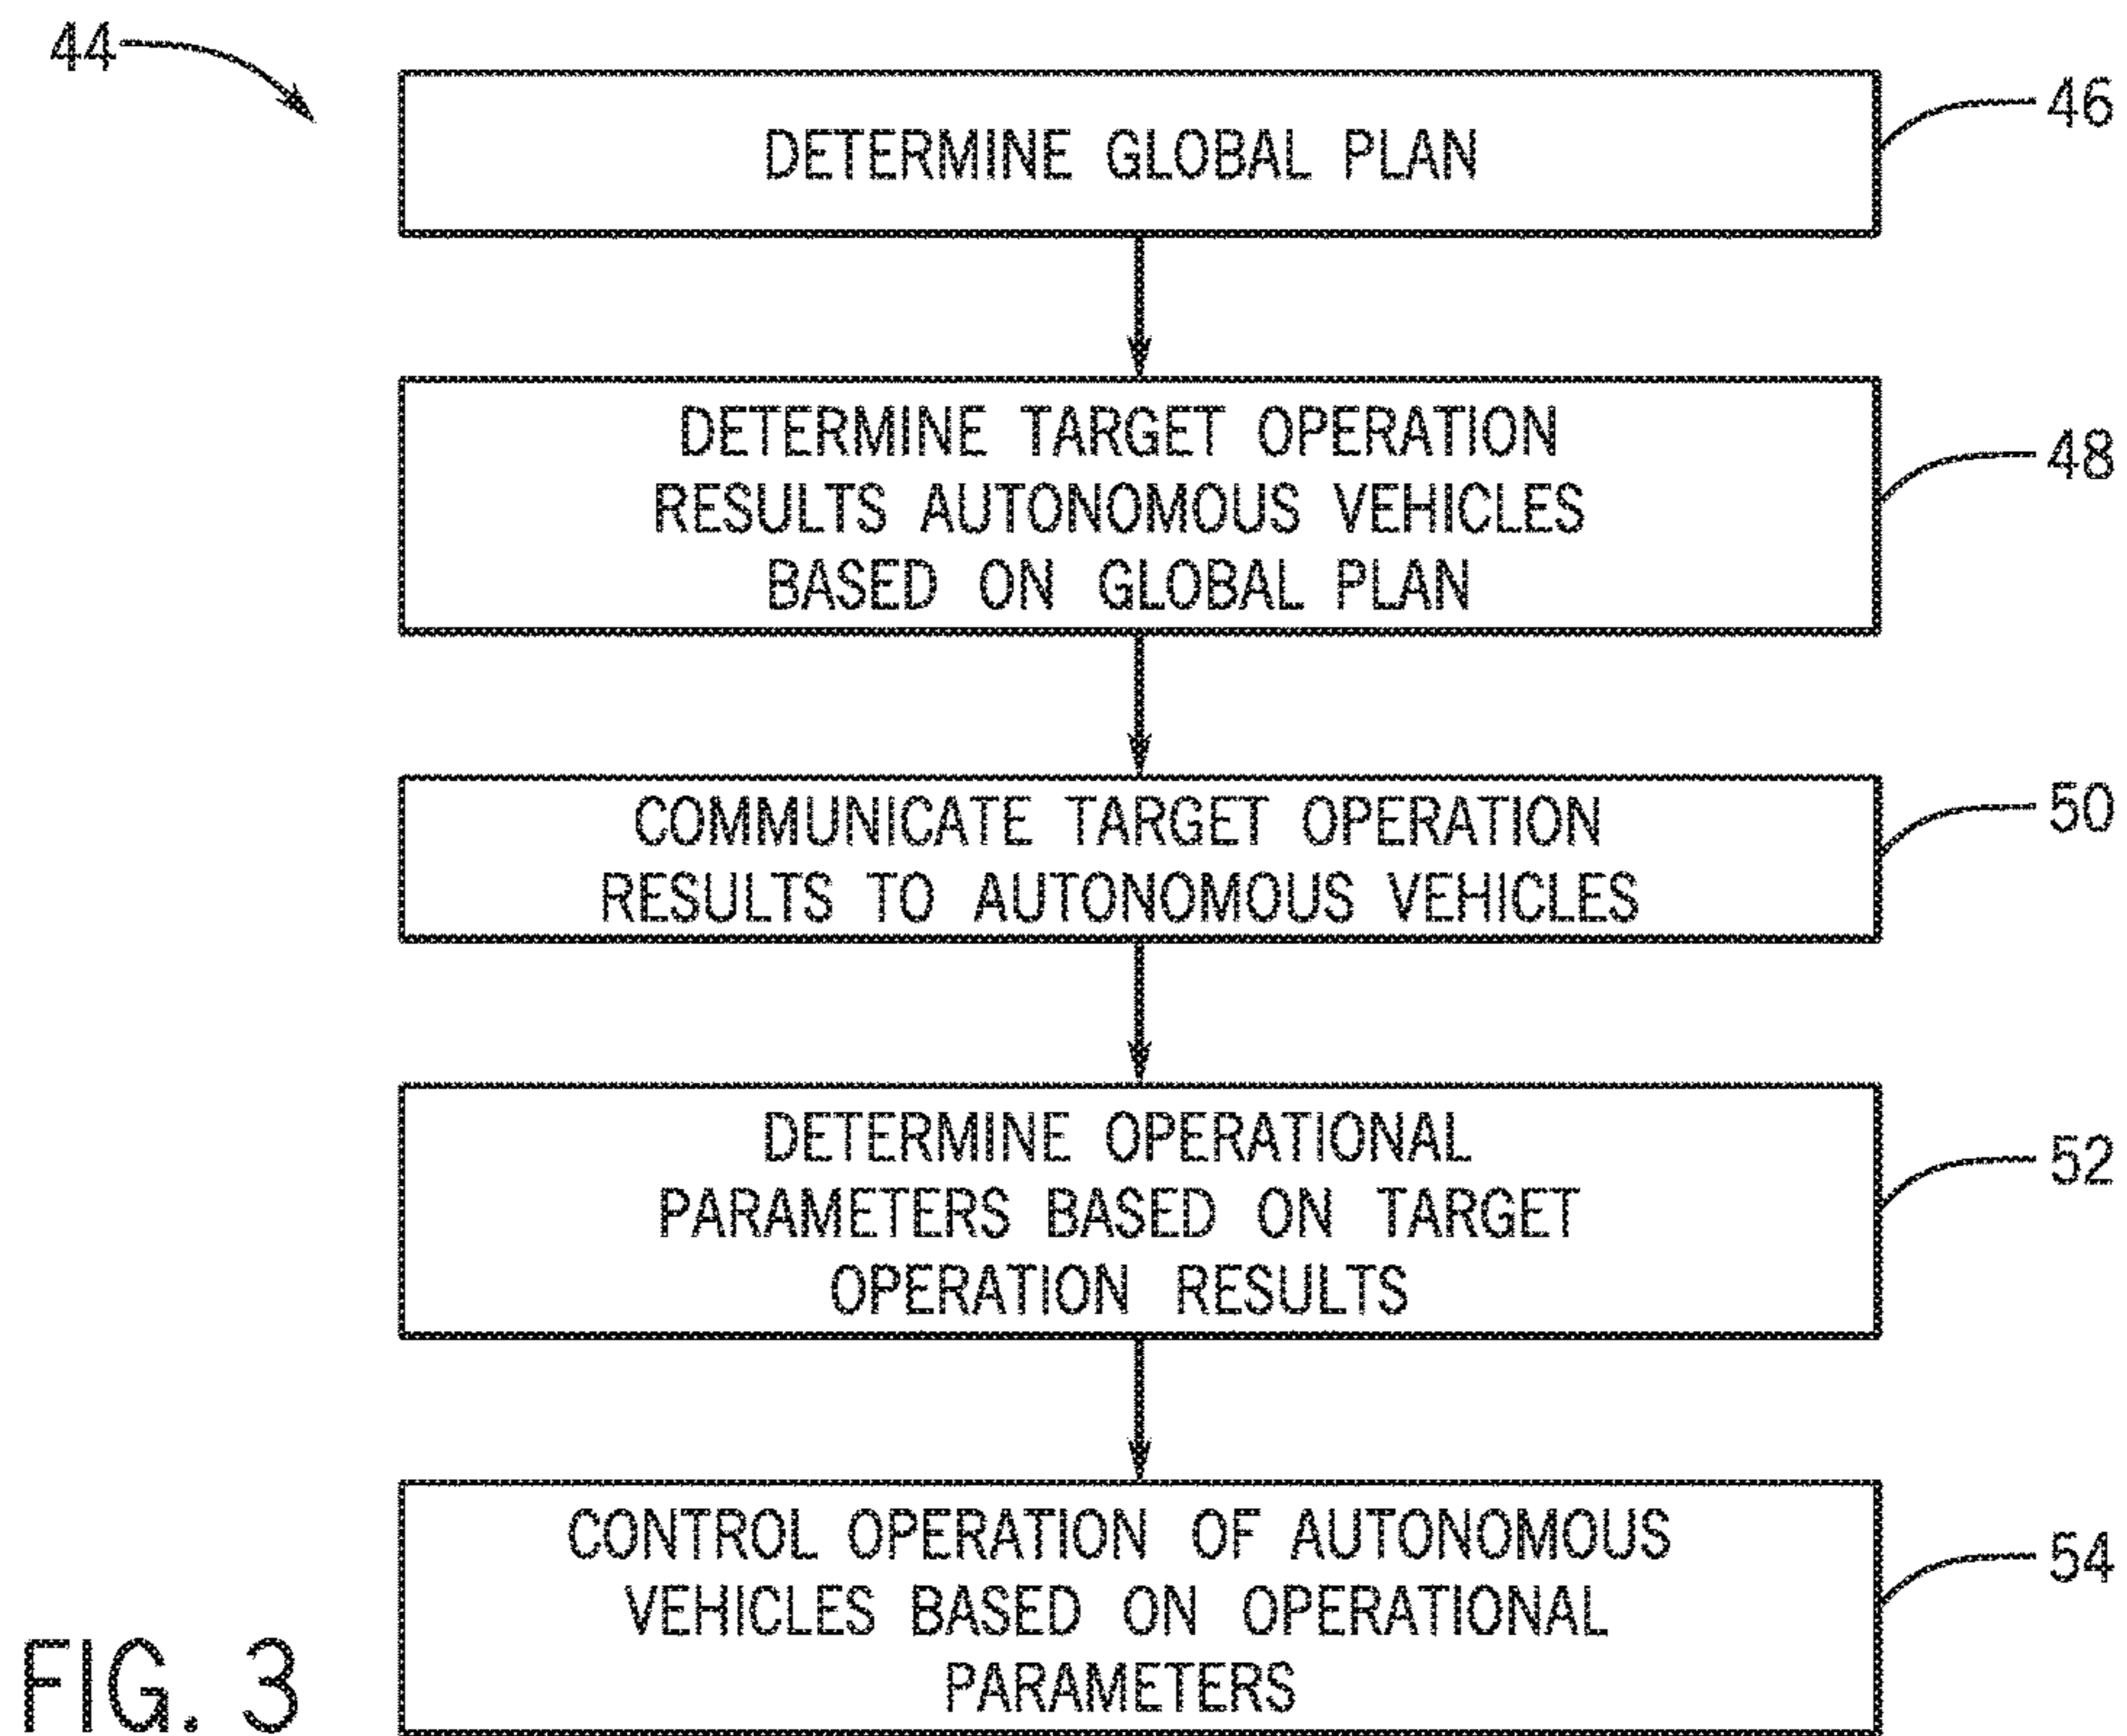 44
DETERMINE GLOBAL PLAN
46
DETERMINE TARGET OPERATION
RESULTS AUTONOMOUS VEHICLES
BASED ON GLOBAL PLAN
48
COMMUNICATE TARGET OPERATION
RESULTS TO AUTONOMOUS VEHICLES
50
DETERMINE OPERATIONAL
PARAMETERS BASED ON TARGET
OPERATION RESULTS
52
CONTROL OPERATION OF AUTONOMOUS
VEHICLES BASED ON OPERATIONAL
PARAMETERS
54
FIG. 3